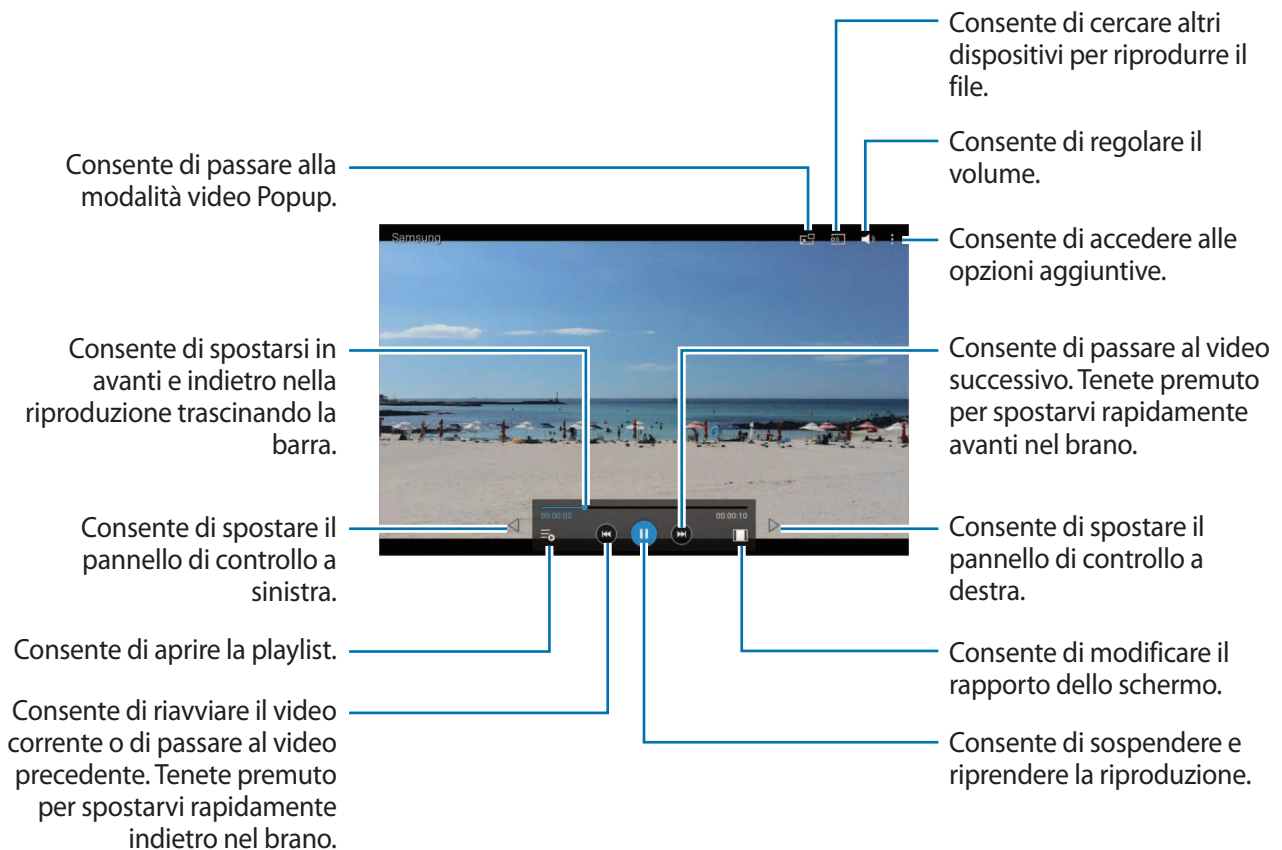 Consente di cercare altri
dispositivi per riprodurre il
file.
Consente di passare alla
modalità video Popup.
Consente di regolare il
volume.
Samsung
Consente di accedere alle
opzioni aggiuntive.
Consente di spostarsi in
avanti e indietro nella
riproduzione trascinando la
barra.
Consente di passare al video
successivo. Tenete premuto
per spostarvi rapidamente
avanti nel brano.
00:00:02
00:00:10
Consente di spostare il
pannello di controllo a
sinistra.
Consente di spostare il
pannello di controllo a
destra.
Consente di aprire la playlist.
Consente di modificare il
rapporto dello schermo.
Consente di riavviare il video
corrente o di passare al video
precedente. Tenete premuto
per spostarvi rapidamente
indietro nel brano.
Consente di sospendere e
riprendere la riproduzione.